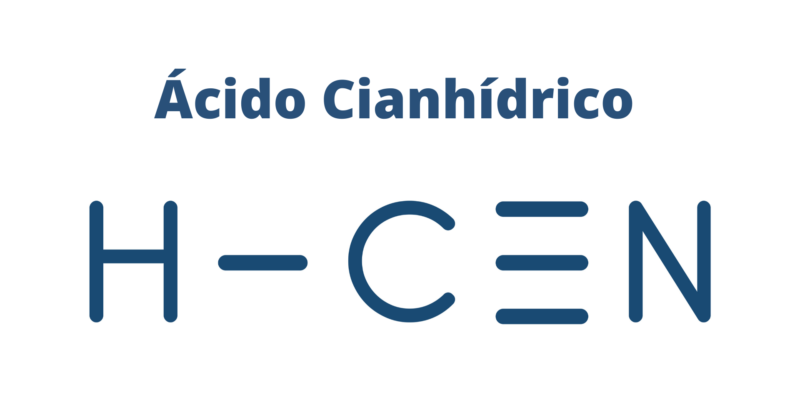 Ácido Cianhídrico
H − C ≡ N